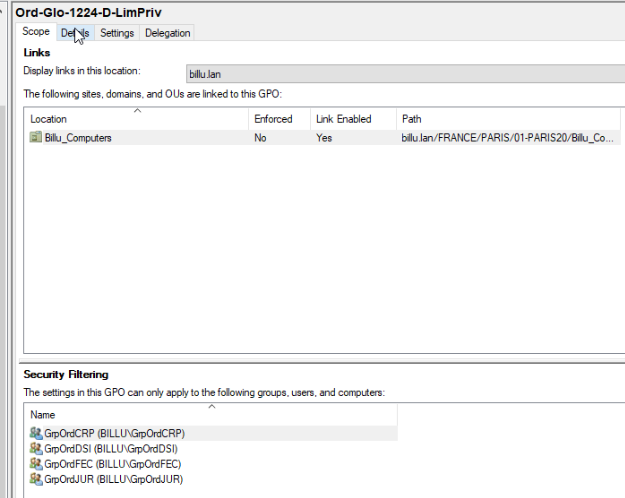 Ord-Glo-1224-D-LimPriv
Scope Details Settings Delegation
Links
Display links in this location: billu.lan
The following sites, domains, and OUs are linked to this GPO:
Location Enforced Link Enabled Path
Billu_Computers No Yes billu.lan/FRANCE/PARIS/01-PARIS20/Billu_Co...
Security Filtering
The settings in this GPO can only apply to the following groups, users, and computers:
Name
GrpOrdCRP (BILLU\GrpOrdCRP)
GrpOrdDSI (BILLU\GrpOrdDSI)
GrpOrdFEC (BILLU\GrpOrdFEC)
GrpOrdJUR (BILLU\GrpOrdJUR)